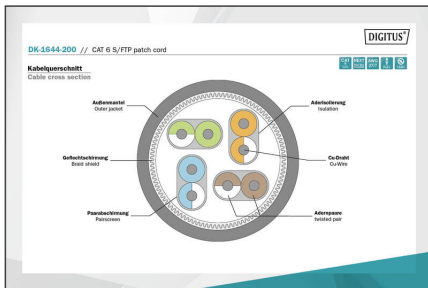 DIGITUS®
DK-1644-200 // CAT 6 S/FTP patch cord
Kabelquerschnitt
Cable cross section
Außenmantel
Outer jacket
Aderisolierung
Isolation
Geflechtschirmung
Braid shield
Cu-Draht
Cu-Wire
Paarabschirmung
Pairscreen
Adernpaare
twisted pair